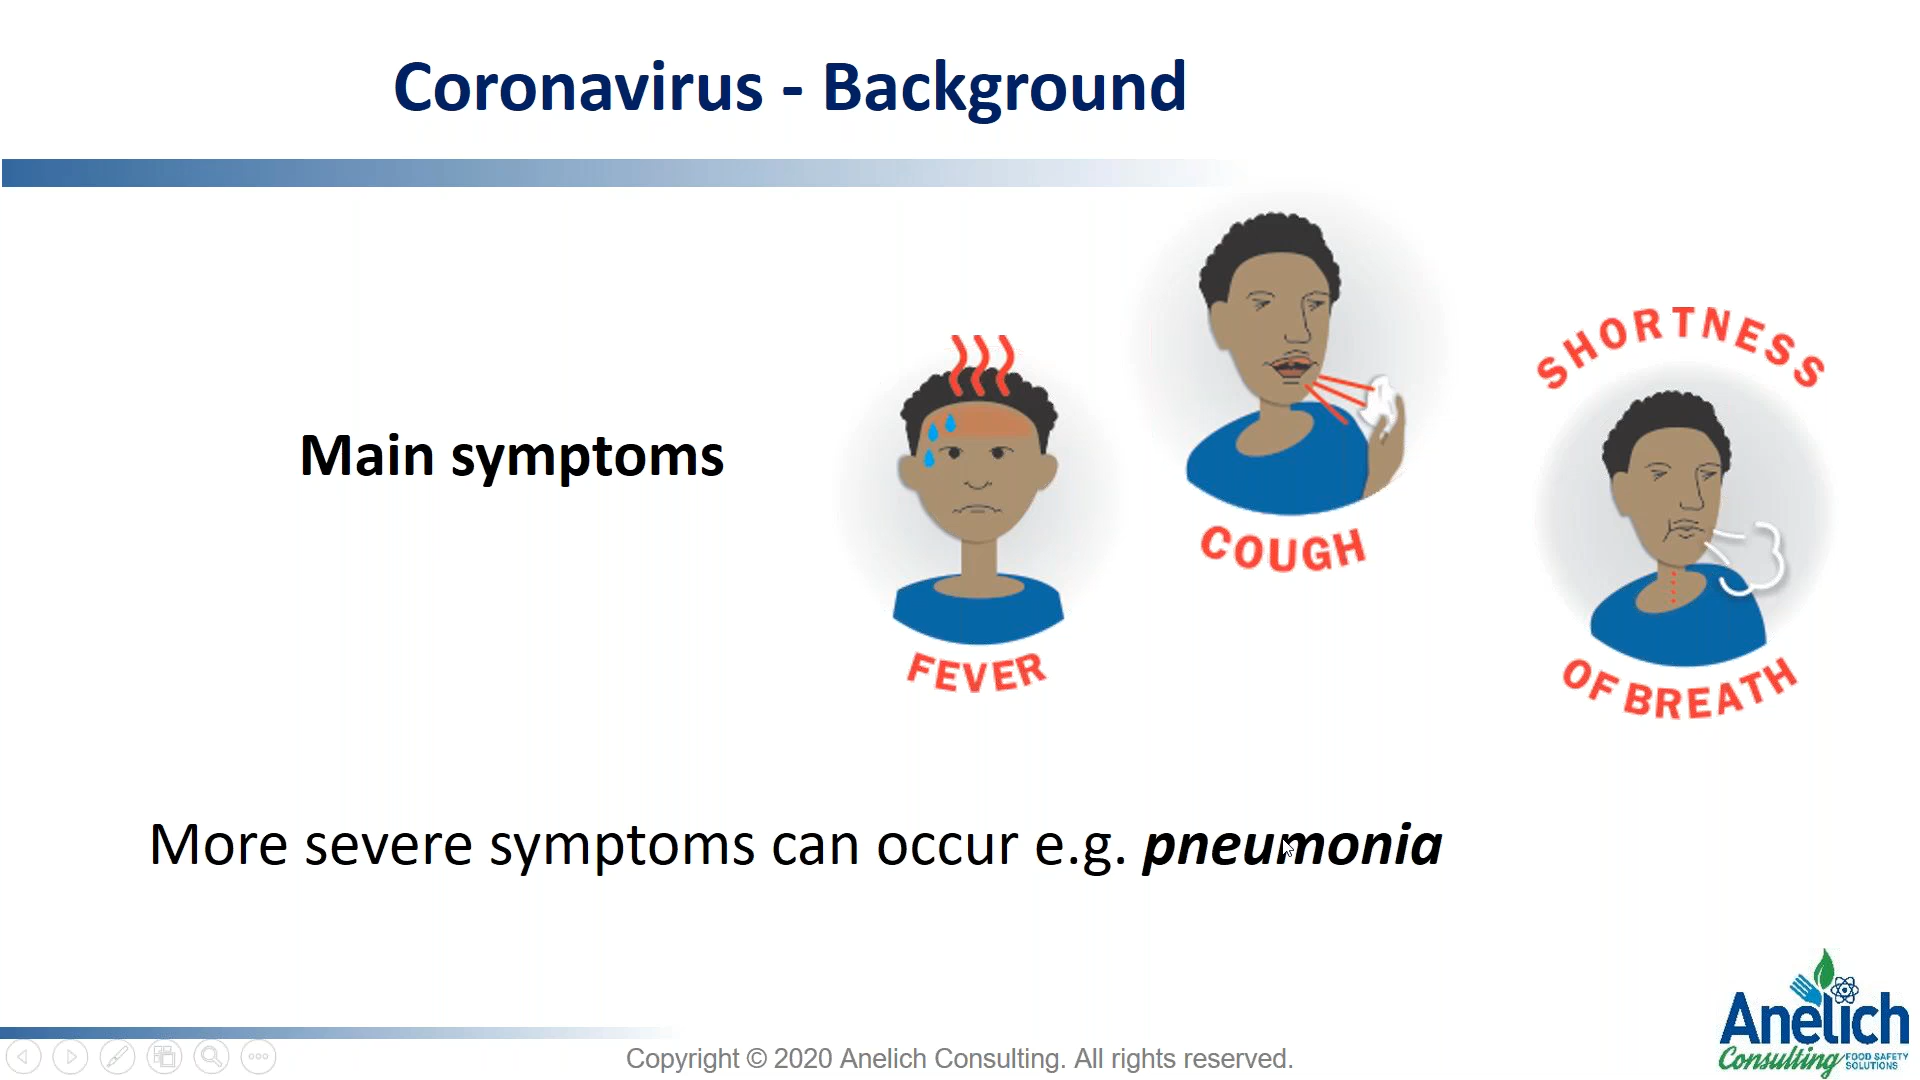 Coronavirus - Background
Main symptoms
FEVER
COUGH
SHORTNESS
OF BREATH
More severe symptoms can occur e.g. pneumonia
Copyright © 2020 Anelich Consulting. All rights reserved.
Anelich
Consulting FOOD SAFETY
SOLUTIONS